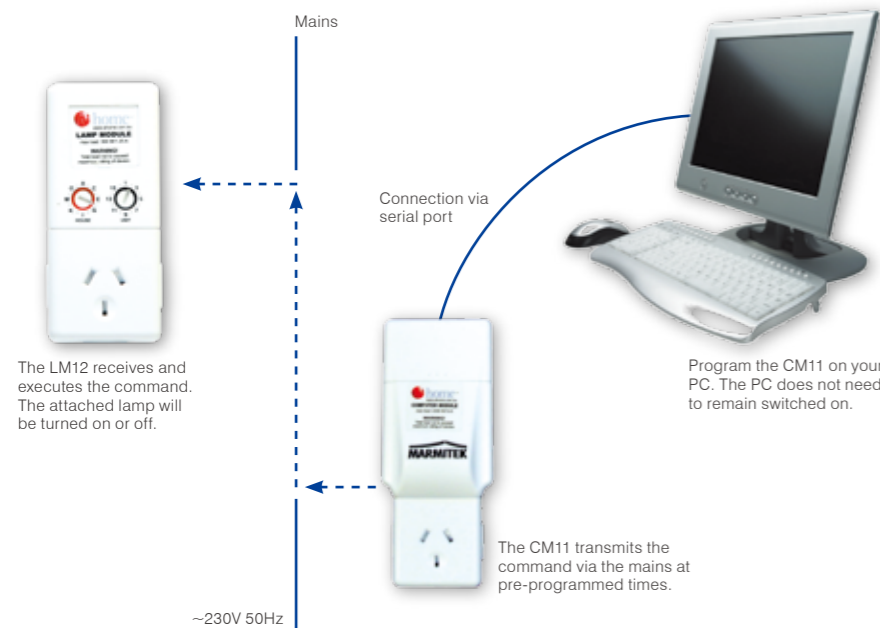 Mains
home
LAMP MODULE
WARNING
HOUSE
UNIT
Connection via
serial port
The LM12 receives and
executes the command.
The attached lamp will
be turned on or off.
home
COMPUTER MODULE
WARNING
MARMITEK
Program the CM11 on your
PC. The PC does not need
to remain switched on.
The CM11 transmits the
command via the mains at
pre-programmed times.
~230V 50Hz